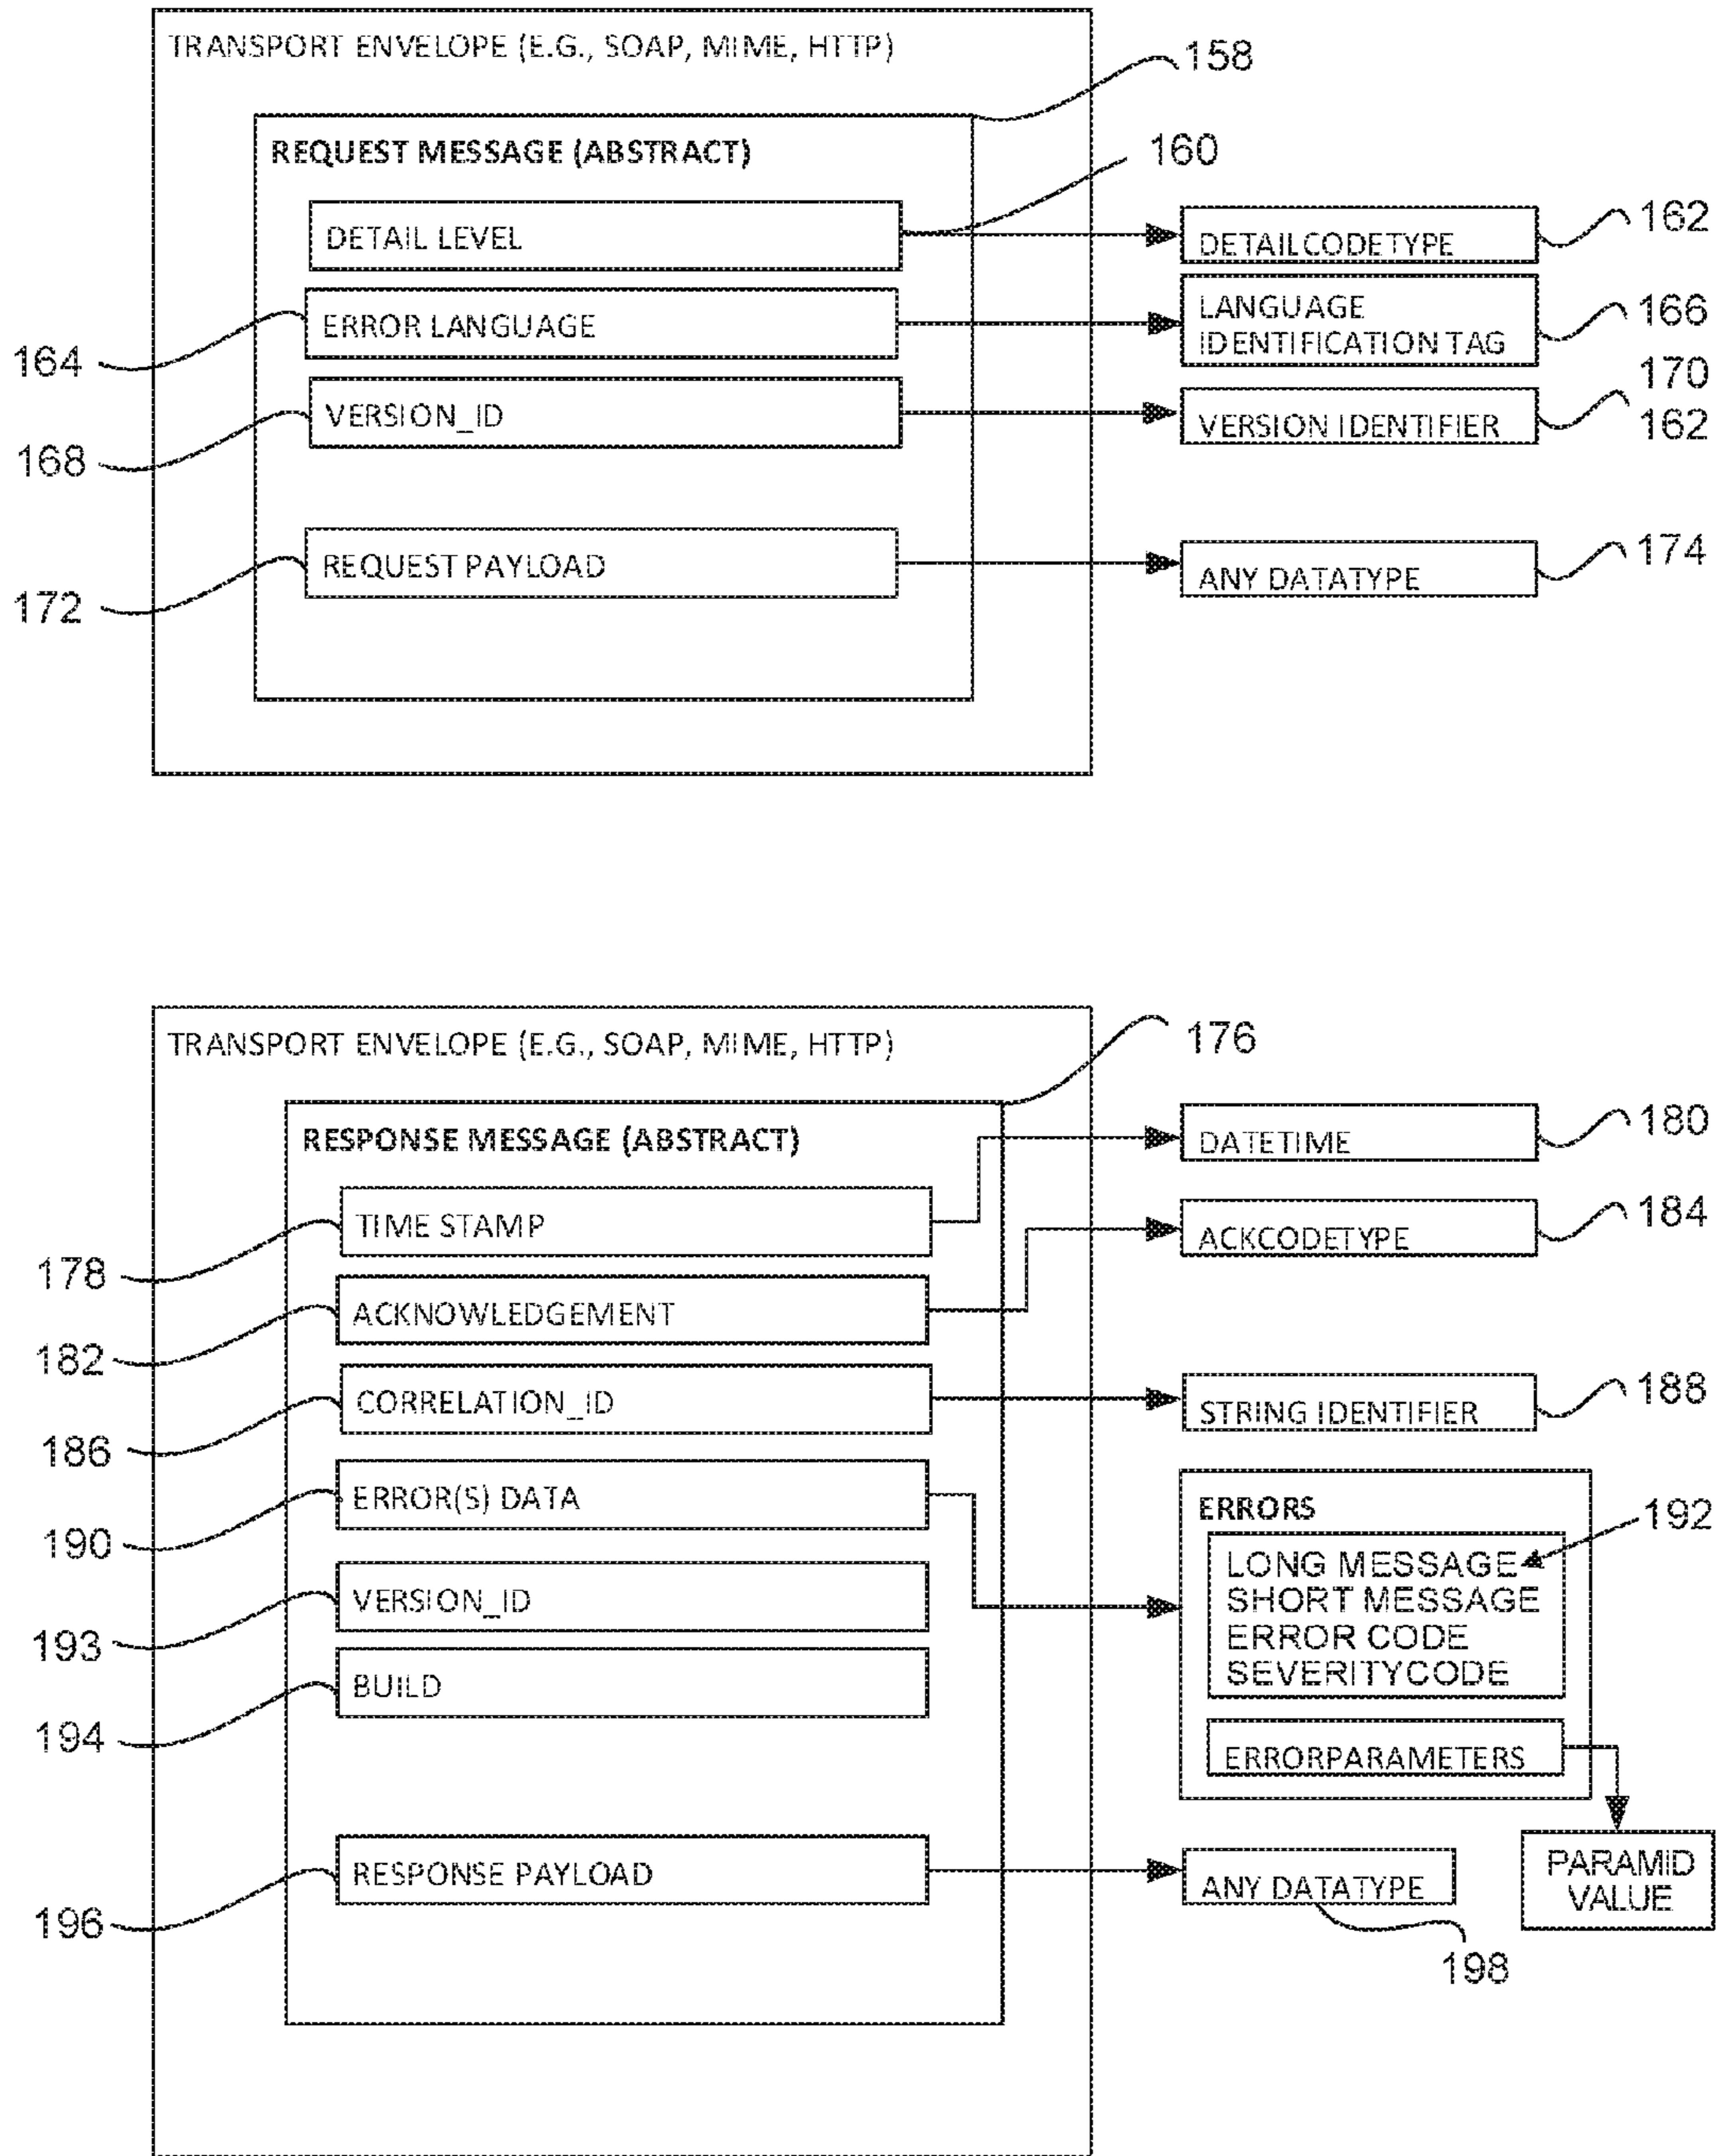 TRANSPORT ENVELOPE (E.G., SOAP, MIME, HTTP)
158
REQUEST MESSAGE (ABSTRACT)
160
DETAIL LEVEL
DETAILCODETYPE
162
164
ERROR LANGUAGE
LANGUAGE
IDENTIFICATION TAG
166
168
VERSION_ID
VERSION IDENTIFIER
170
162
172
REQUEST PAYLOAD
ANY DATATYPE
174
TRANSPORT ENVELOPE (E.G., SOAP, MIME, HTTP)
176
RESPONSE MESSAGE (ABSTRACT)
DATETIME
180
TIME STAMP
178
ACKCODETYPE
184
ACKNOWLEDGEMENT
182
CORRELATION_ID
186
STRING IDENTIFIER
188
ERROR(S) DATA
190
ERRORS
192
LONG MESSAGE
SHORT MESSAGE
ERROR CODE
SEVERITYCODE
VERSION_ID
193
BUILD
194
ERRORPARAMETERS
PARAMID
VALUE
RESPONSE PAYLOAD
196
ANY DATATYPE
198